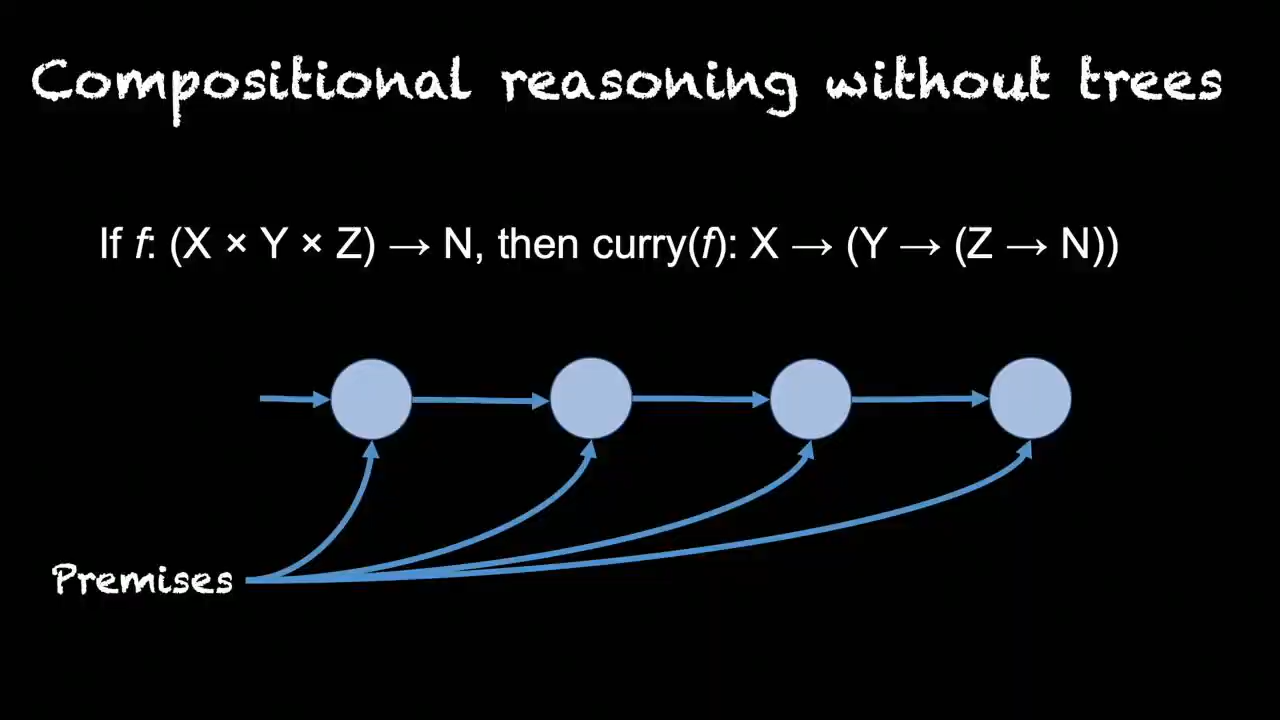 Compositional reasoning without trees
If f: (X × Y × Z) → N, then curry(f): X → (Y → (Z → N))
Premises